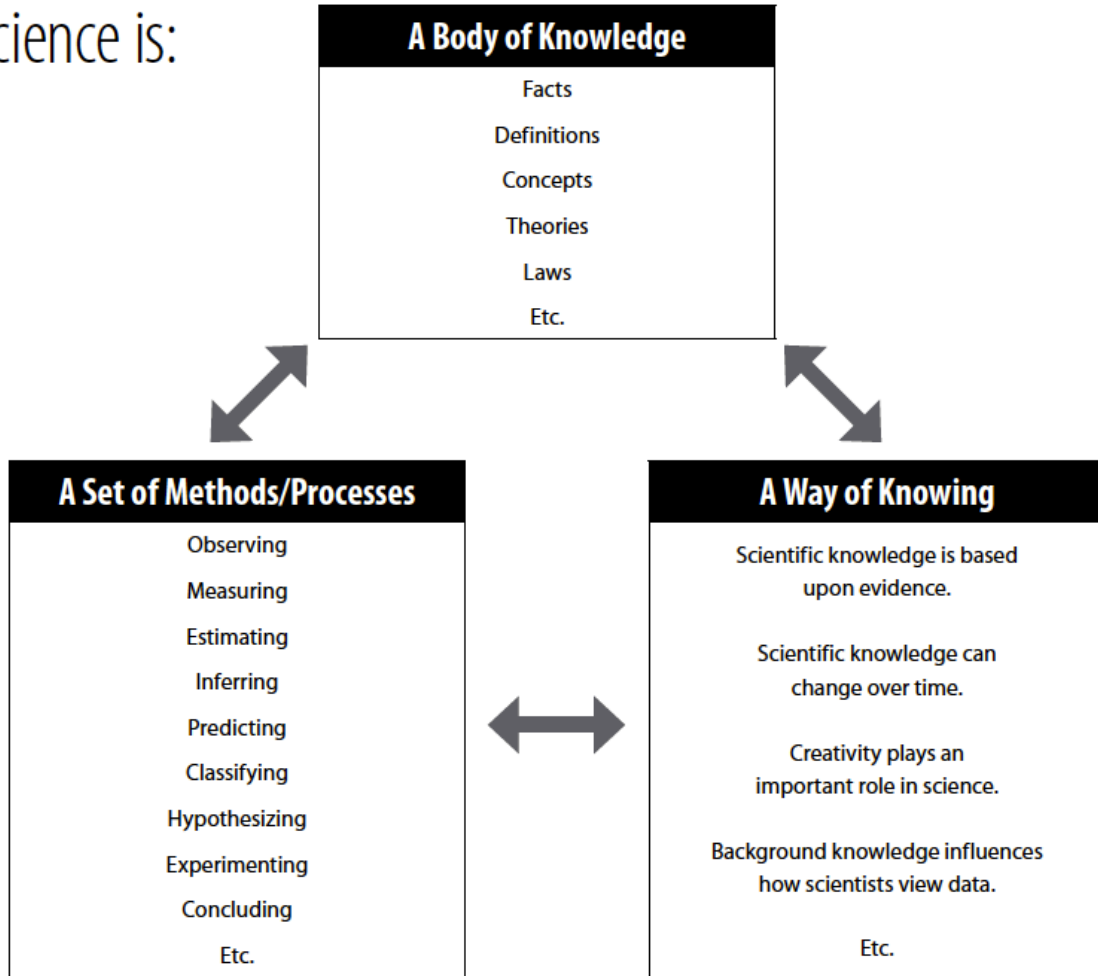 cience is:
A Body of Knowledge
Facts
Definitions
Concepts
Theories
Laws
Etc.
A Set of Methods/Processes
Observing
Measuring
Estimating
Inferring
Predicting
Classifying
Hypothesizing
Experimenting
Concluding
Etc.
A Way of Knowing
Scientific knowledge is based
upon evidence.
Scientific knowledge can
change over time.
Creativity plays an
important role in science.
Background knowledge influences
how scientists view data.
Etc.